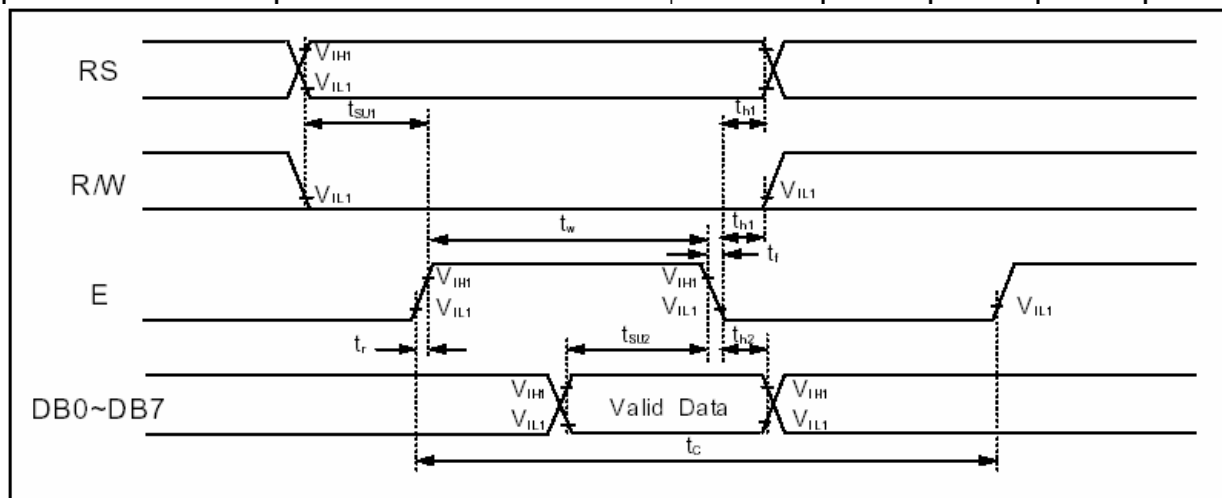 RS
VIH1
VIL1
tSU1
th1
R/W
VIL1
VIL1
tw
th1
tf
E
VIH1
VIL1
VIH1
VIL1
VIL1
tr
tSU2
th2
DB0~DB7
VIH1
VIL1
Valid Data
VIH1
VIL1
tC